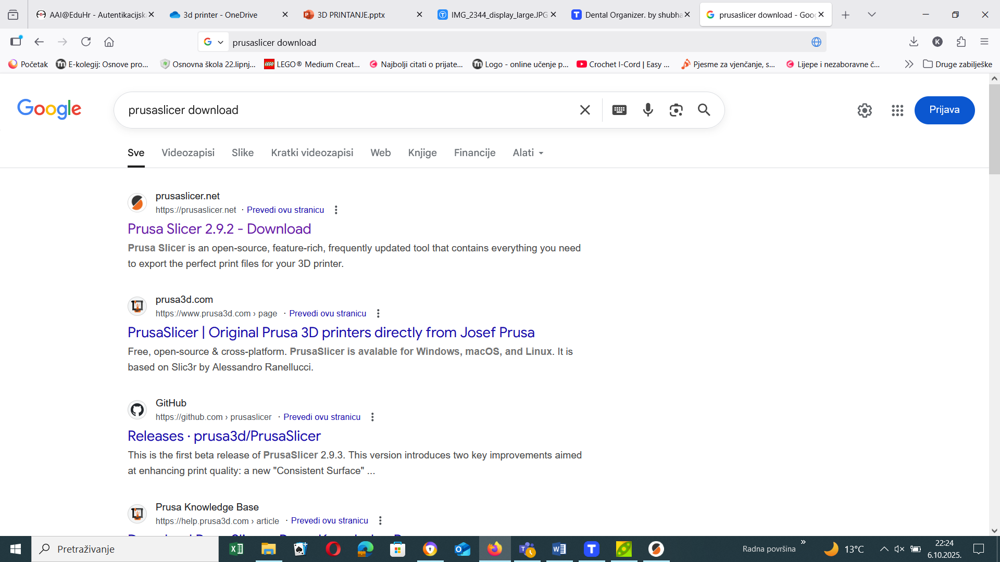 AAI@EduHr - Autentikacijsk
3d printer - OneDrive
3D PRINTANJE.pptx
IMG_2344_display_large.JPG
Dental Organizer. by shubha
prusaslicer download - Goog
prusaslicer download
K
Početak
E-kolegij: Osnove pro...
Osnovna škola 22.lipnj...
LEGO® Medium Creat...
Najbolji citati o prijate...
Logo - online učenje p...
Crochet I-Cord | Easy ...
Pjesme za vjenčanje, s...
Lijepe i nezaboravne č...
Druge zabilješke
Google
prusaslicer download
Prijava
Sve Videozapisi Slike Kratki videozapisi Web Knjige Financije Alati
prusaslicer.net
https://prusaslicer.net · Prevedi ovu stranicu
Prusa Slicer 2.9.2 - Download
Prusa Slicer is an open-source, feature-rich, frequently updated tool that contains everything you need
to export the perfect print files for your 3D printer.
prusa3d.com
https://www.prusa3d.com › page · Prevedi ovu stranicu
PrusaSlicer | Original Prusa 3D printers directly from Josef Prusa
Free, open-source & cross-platform. PrusaSlicer is avalable for Windows, macOS, and Linux. It is
based on Slic3r by Alessandro Ranellucci.
GitHub
https://github.com › prusaslicer · Prevedi ovu stranicu
Releases · prusa3d/PrusaSlicer
This is the first beta release of PrusaSlicer 2.9.3. This version introduces two key improvements aimed
at enhancing print quality: a new "Consistent Surface" ...
Prusa Knowledge Base
https://help.prusa3d.com › article · Prevedi ovu stranicu
Pretraživanje
Radna površina
13°C
22:24
6.10.2025.